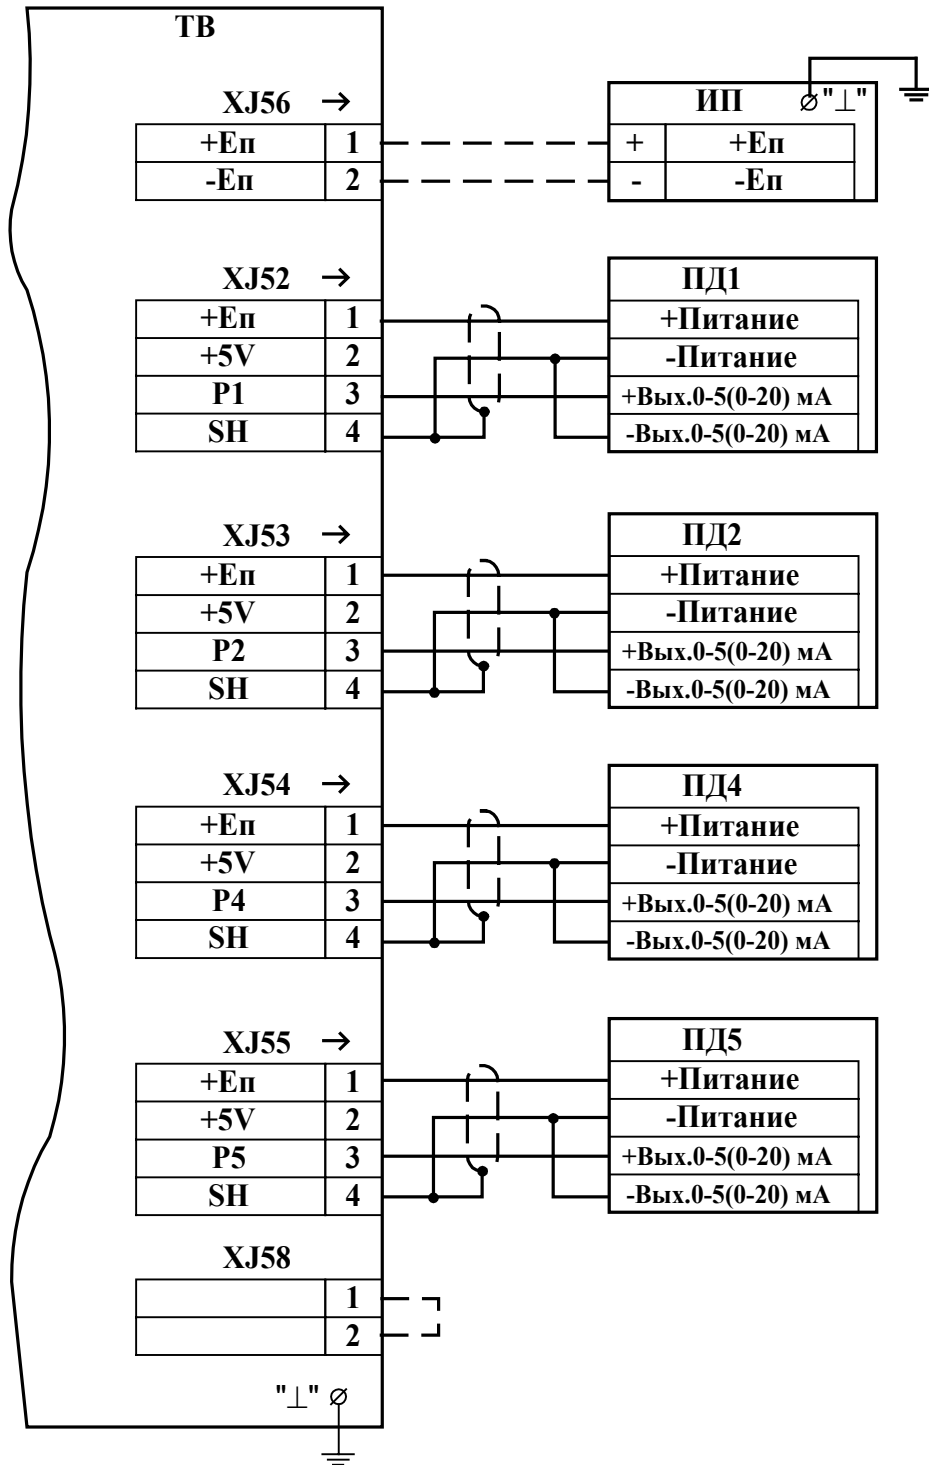 ТВ
XJ56 →
ИП "⊥"
+Еп 1 + +Еп
-Еп 2 - -Еп
XJ52 →
ПД1
+Еп 1 +Питание
+5V 2 -Питание
P1 3 +Вых.0-5(0-20) мА
SH 4 -Вых.0-5(0-20) мА
XJ53 →
ПД2
+Еп 1 +Питание
+5V 2 -Питание
P2 3 +Вых.0-5(0-20) мА
SH 4 -Вых.0-5(0-20) мА
XJ54 →
ПД4
+Еп 1 +Питание
+5V 2 -Питание
P4 3 +Вых.0-5(0-20) мА
SH 4 -Вых.0-5(0-20) мА
XJ55 →
ПД5
+Еп 1 +Питание
+5V 2 -Питание
P5 3 +Вых.0-5(0-20) мА
SH 4 -Вых.0-5(0-20) мА
XJ58
1
2
"⊥"